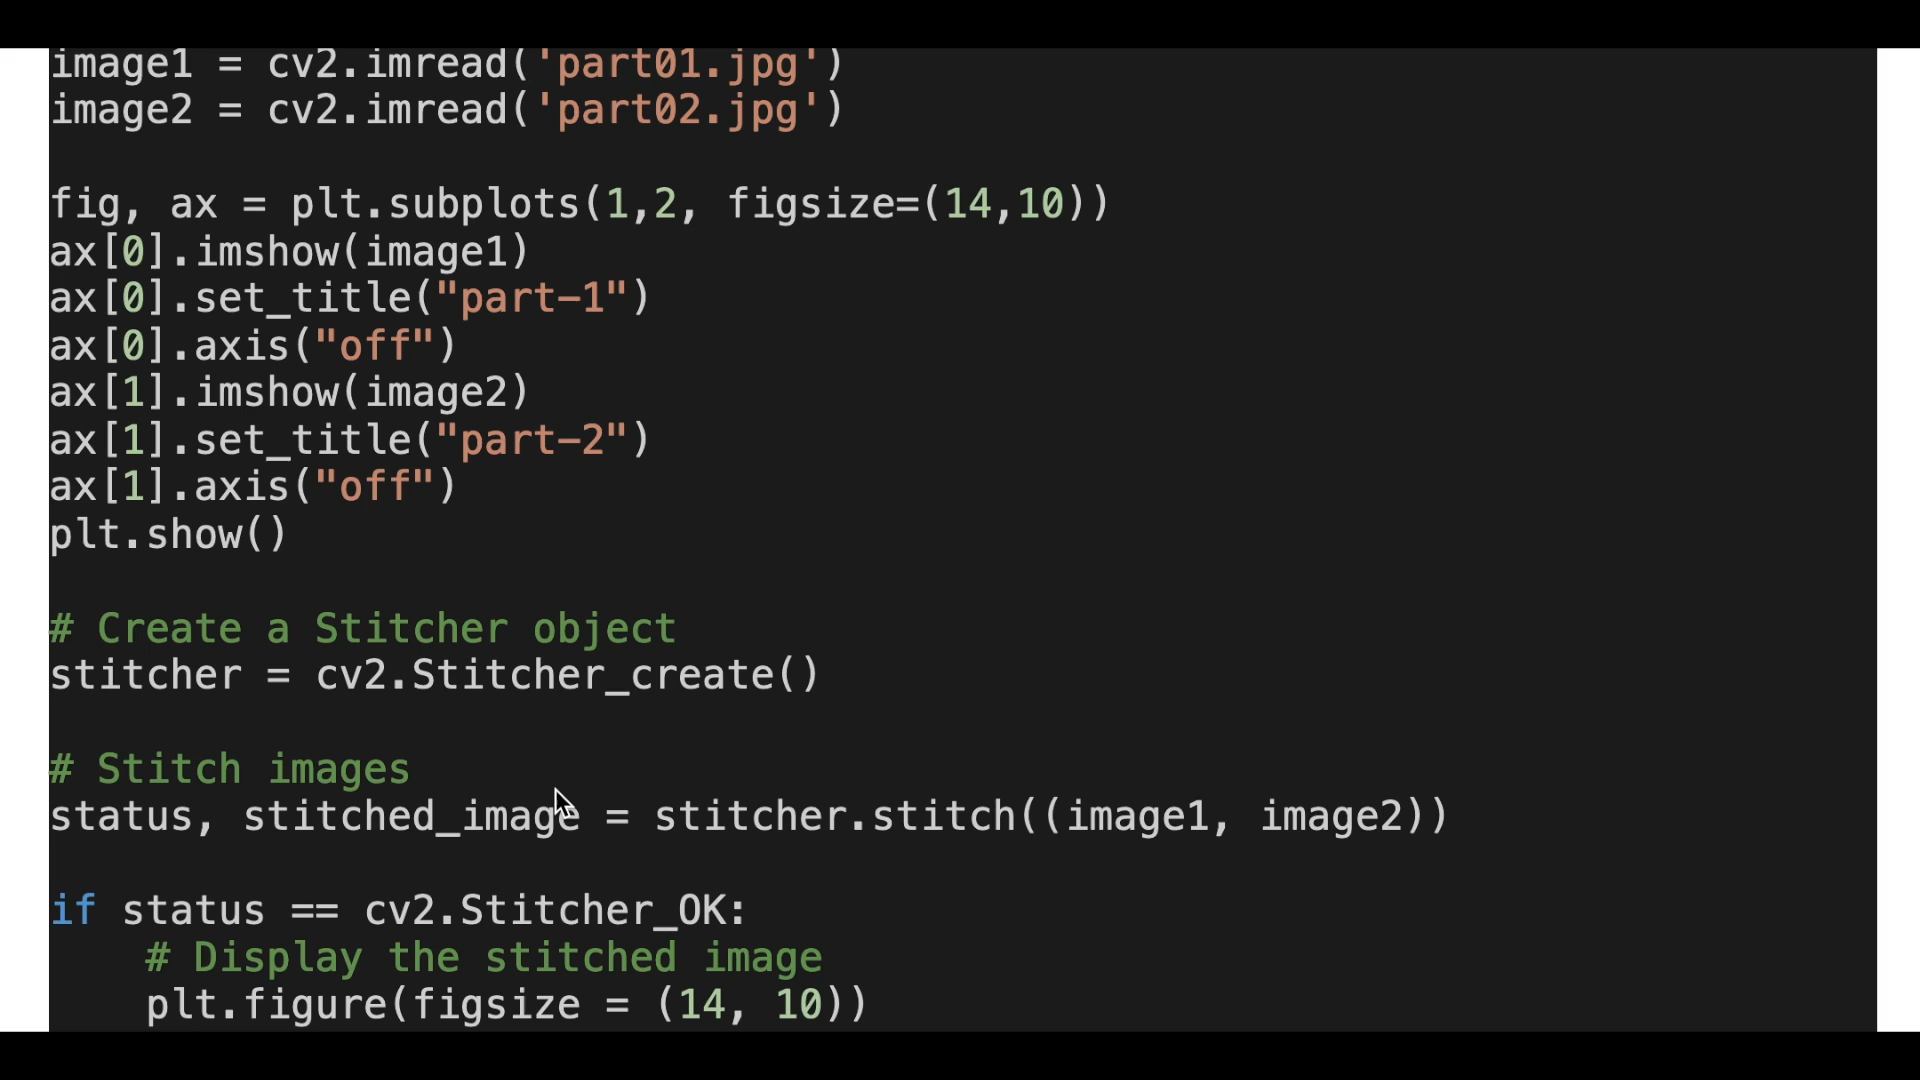 image1 = cv2.imread('part01.jpg')
image2 = cv2.imread('part02.jpg')
fig, ax = plt.subplots(1,2, figsize=(14,10))
ax[0].imshow(image1)
ax[0].set_title("part-1")
ax[0].axis("off")
ax[1].imshow(image2)
ax[1].set_title("part-2")
ax[1].axis("off")
plt.show()
# Create a Stitcher object
stitcher = cv2.Stitcher_create()
# Stitch images
status, stitched_image = stitcher.stitch((image1, image2))
if status == cv2.Stitcher_OK:
    # Display the stitched image
    plt.figure(figsize = (14, 10))